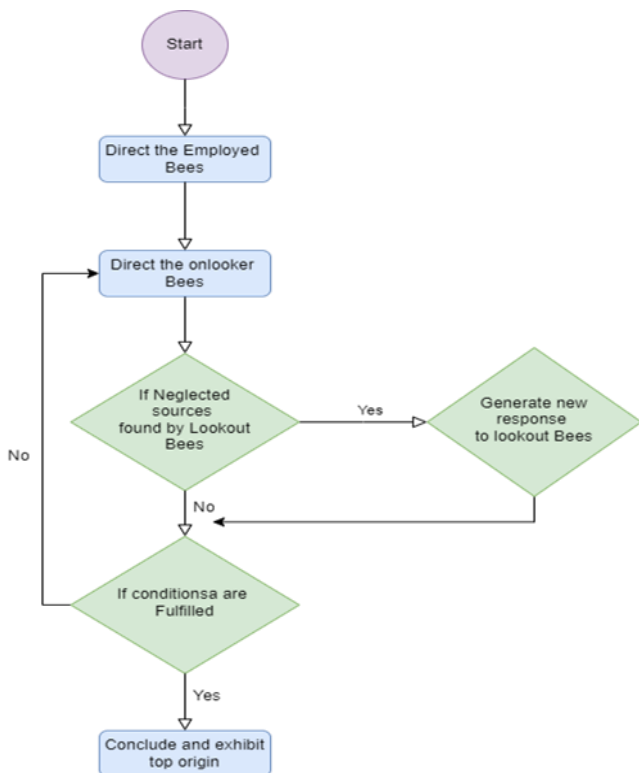 Start
Direct the Employed
Bees
Direct the onlooker
Bees
If Neglected
sources
found by Lookout
Bees
Yes
Generate new
response
to lookout Bees
No
No
If conditionsa are
Fulfilled
Yes
Conclude and exhibit
top origin